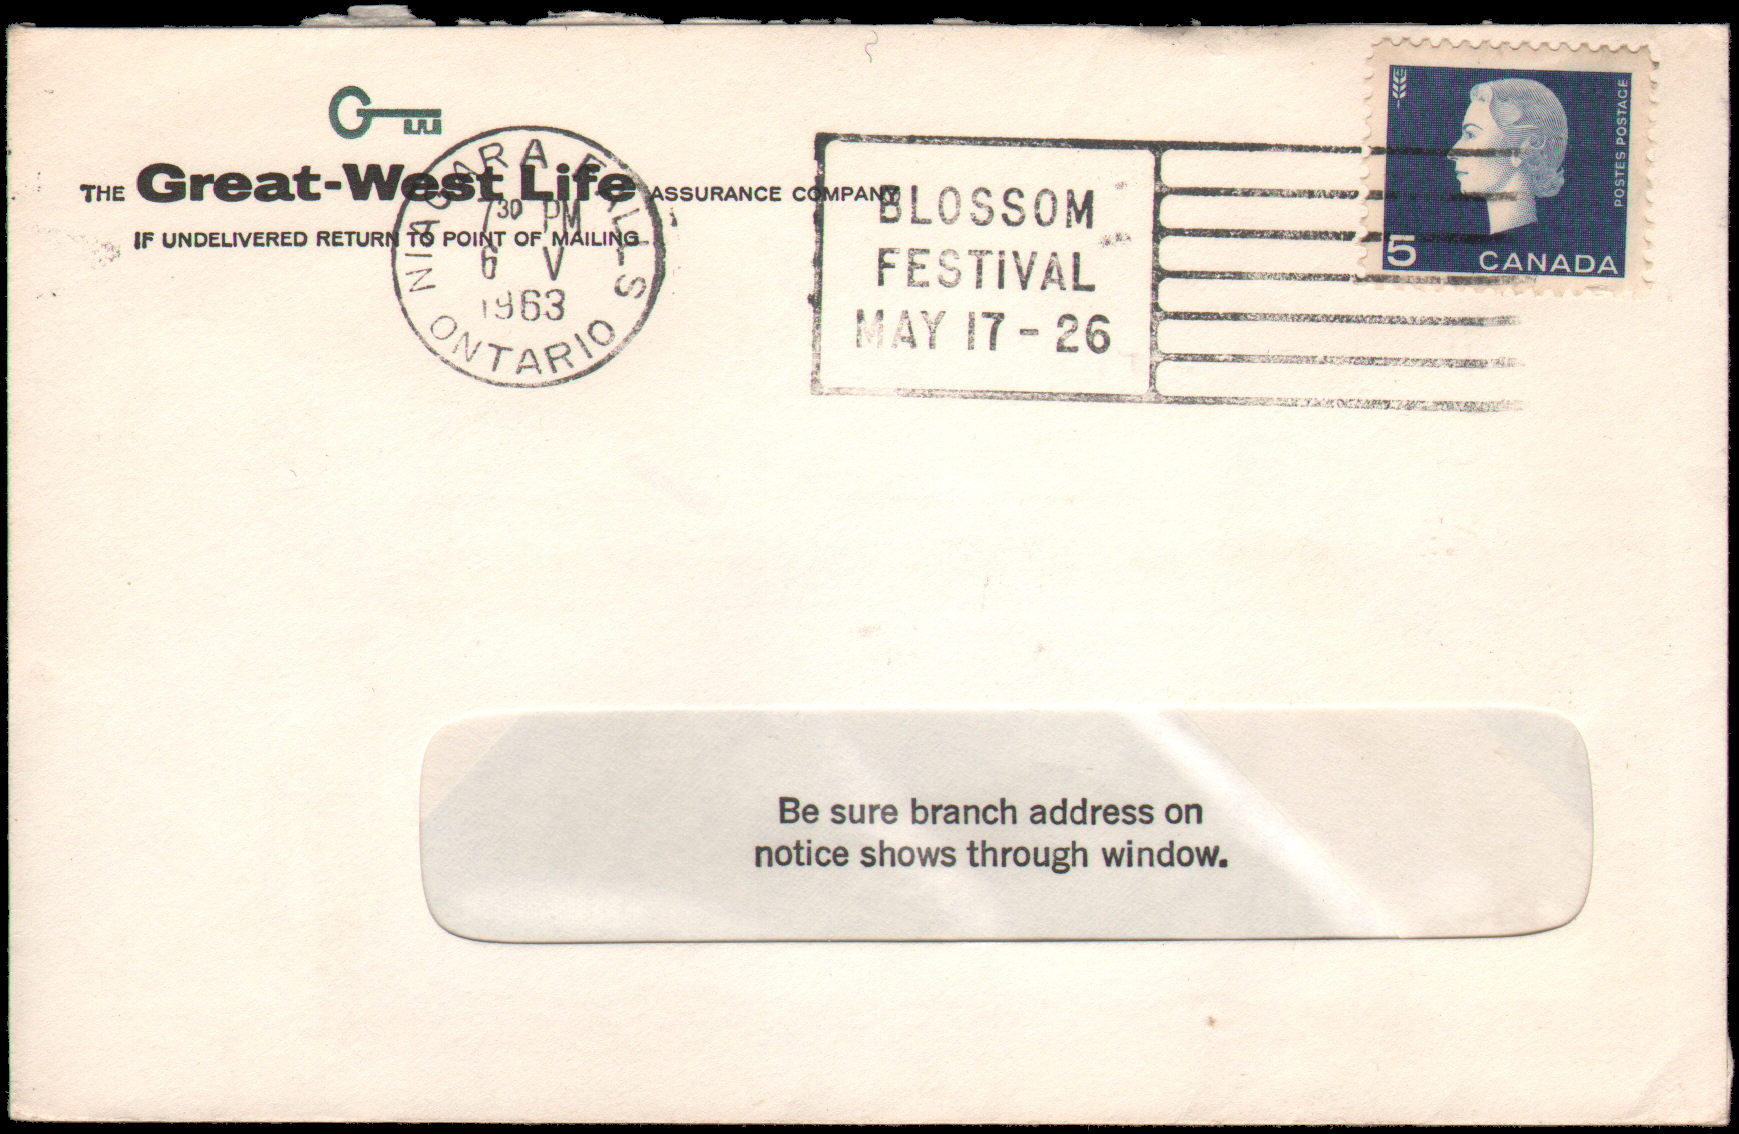 THE Great-West Life ASSURANCE COMPANY
IF UNDELIVERED RETURN TO POINT OF MAILING
NIAGARA FALLS
7 30 PM
6 V
1963
ONTARIO
BLOSSOM
FESTIVAL
MAY 17 - 26
POSTES POSTAGE
5 CANADA
Be sure branch address on
notice shows through window.